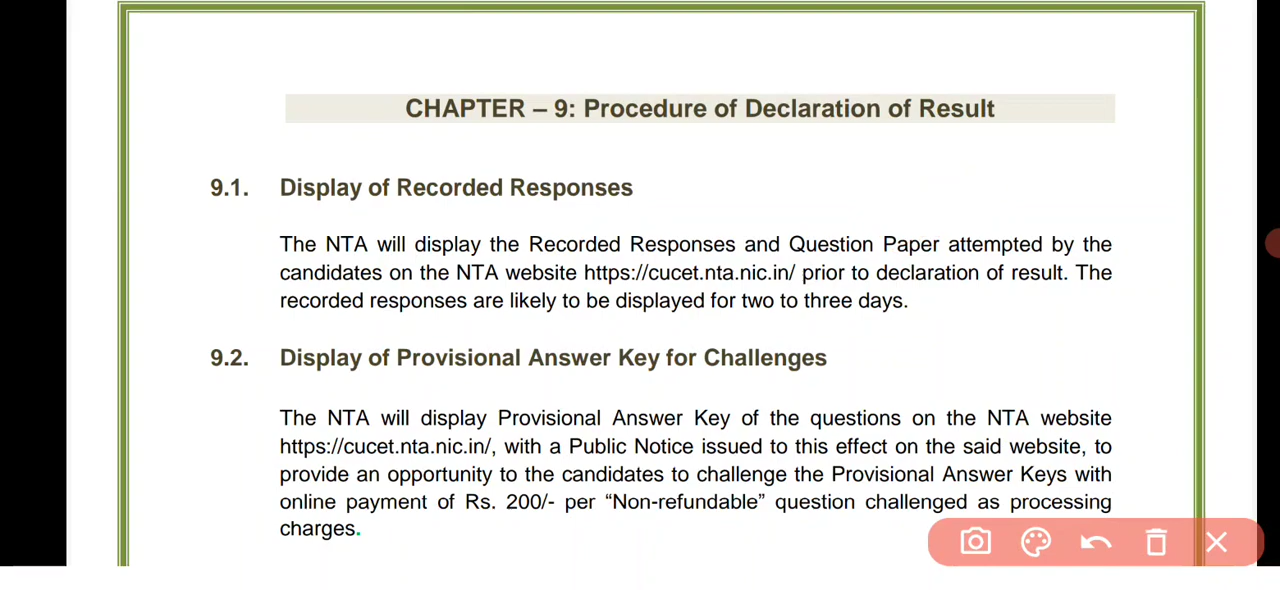 CHAPTER – 9: Procedure of Declaration of Result
9.1. Display of Recorded Responses
The NTA will display the Recorded Responses and Question Paper attempted by the
candidates on the NTA website https://cucet.nta.nic.in/ prior to declaration of result. The
recorded responses are likely to be displayed for two to three days.
9.2. Display of Provisional Answer Key for Challenges
The NTA will display Provisional Answer Key of the questions on the NTA website
https://cucet.nta.nic.in/, with a Public Notice issued to this effect on the said website, to
provide an opportunity to the candidates to challenge the Provisional Answer Keys with
online payment of Rs. 200/- per “Non-refundable” question challenged as processing
charges.